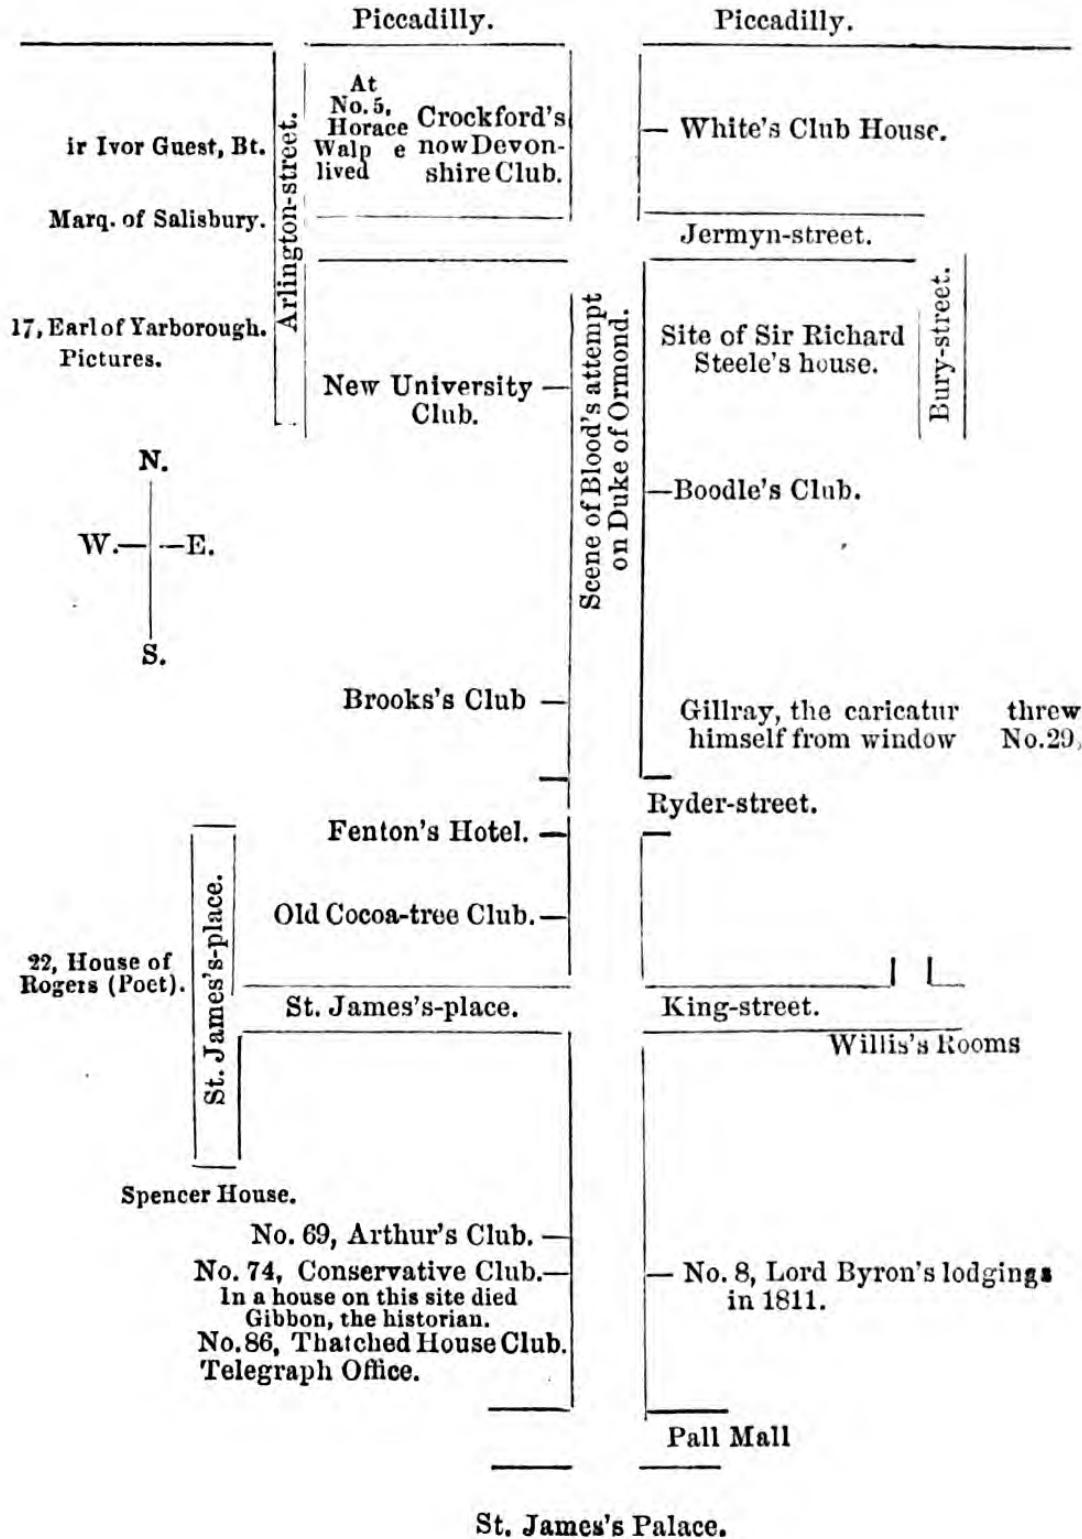 Piccadilly.
Piccadilly.
At
No. 5,
Horace
Walp e
lived
Crockford's
now Devon-
shire Club.
White's Club House.
ir Ivor Guest, Bt.
Arlington-street.
Marq. of Salisbury.
Jermyn-street.
17, Earl of Yarborough.
Pictures.
New University
Club.
Scene of Blood's attempt
on Duke of Ormond.
Site of Sir Richard
Steele's house.
Bury-street.
N.
W.
E.
S.
Boodle's Club.
Brooks's Club
Gillray, the caricatur threw
himself from window No. 29,
Ryder-street.
Fenton's Hotel.
Old Cocoa-tree Club.
St. James's-place.
22, House of
Rogers (Poet).
St. James's-place.
King-street.
Willis's Rooms
Spencer House.
No. 69, Arthur's Club.
No. 74, Conservative Club.
In a house on this site died
Gibbon, the historian.
No. 86, Thatched House Club.
Telegraph Office.
No. 8, Lord Byron's lodgings
in 1811.
Pall Mall
St. James's Palace.